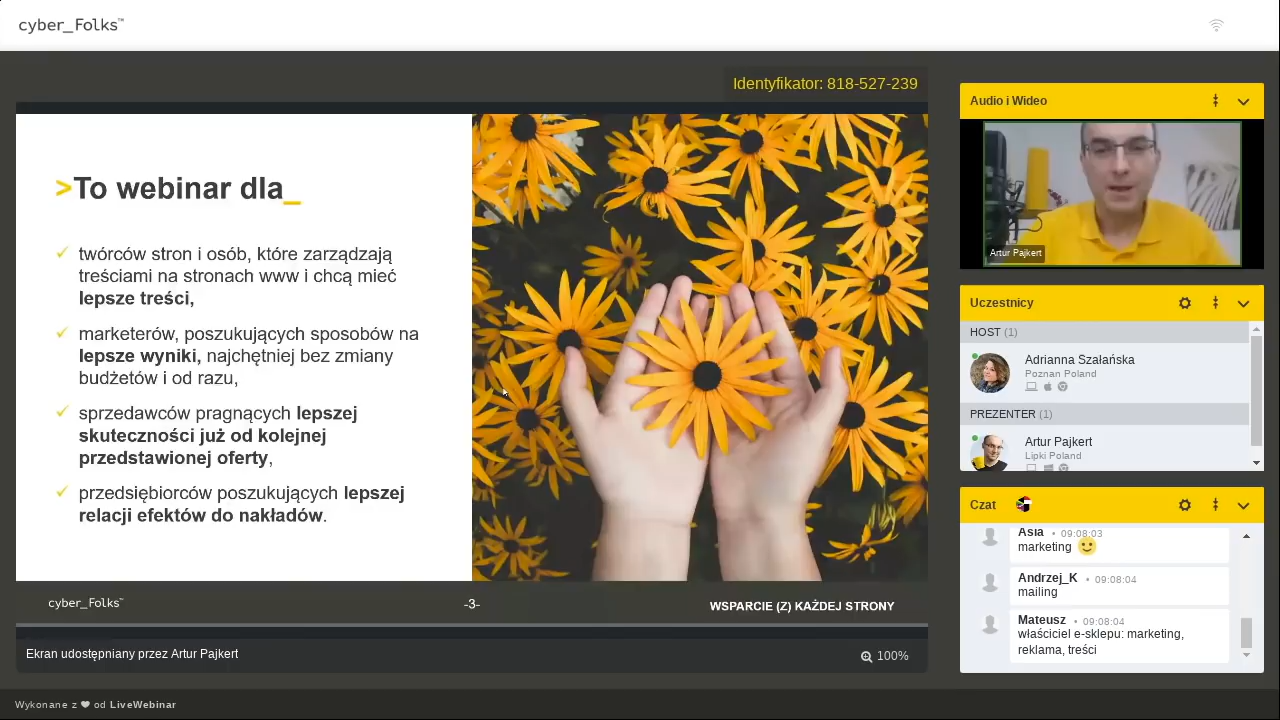 cyber_Folks™
Identyfikator: 818-527-239
>To webinar dla_
twórców stron i osób, które zarządzają
treściami na stronach www i chcą mieć
lepsze treści,
marketerów, poszukujących sposobów na
lepsze wyniki, najchętniej bez zmiany
budżetów i od razu,
sprzedawców pragnących lepszej
skuteczności już od kolejnej
przedstawionej oferty,
przedsiębiorców poszukujących lepszej
relacji efektów do nakładów.
cyber_Folks™
-3-
WSPARCIE (Z) KAŻDEJ STRONY
Ekran udostępniany przez Artur Pajkert
100%
Audio i Wideo
Artur Pajkert
Uczestnicy
HOST (1)
Adrianna Szałańska
Poznan Poland
PREZENTER (1)
Artur Pajkert
Lipki Poland
Czat
Asia • 09:08:03
marketing
Andrzej_K • 09:08:04
mailing
Mateusz • 09:08:04
właściciel e-sklepu: marketing,
reklama, treści
Wykonane z ❤ od LiveWebinar